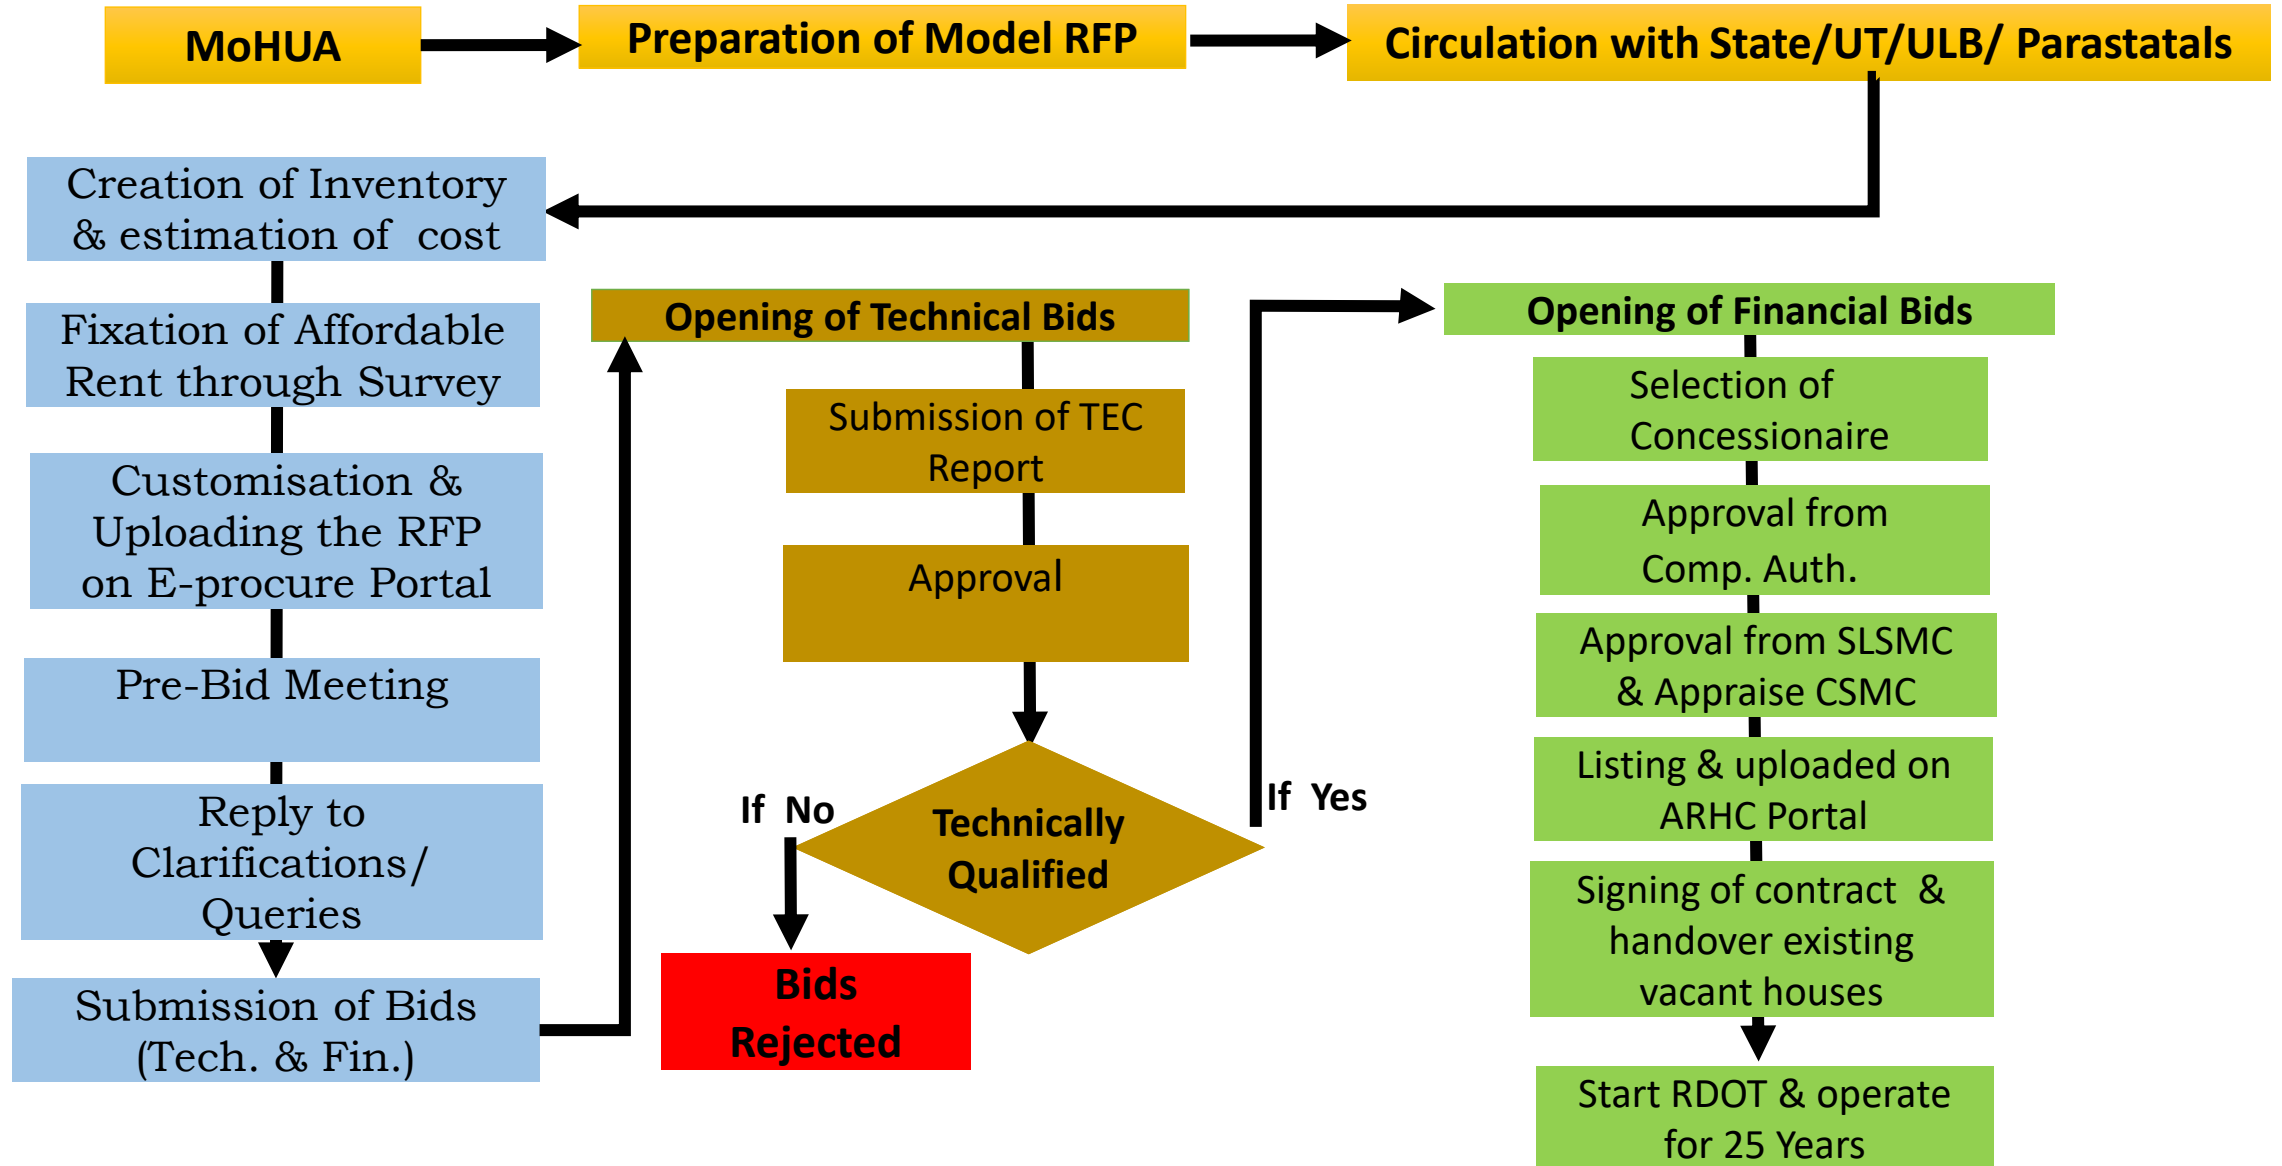 MoHUA
Preparation of Model RFP
Circulation with State/UT/ULB/ Parastatals
Creation of Inventory
& estimation of cost
Fixation of Affordable
Rent through Survey
Customisation &
Uploading the RFP
on E-procure Portal
Pre-Bid Meeting
Reply to
Clarifications/
Queries
Submission of Bids
(Tech. & Fin.)
Opening of Technical Bids
Submission of TEC
Report
Approval
Technically
Qualified
If No
Bids
Rejected
If Yes
Opening of Financial Bids
Selection of
Concessionaire
Approval from
Comp. Auth.
Approval from SLSMC
& Appraise CSMC
Listing & uploaded on
ARHC Portal
Signing of contract &
handover existing
vacant houses
Start RDOT & operate
for 25 Years